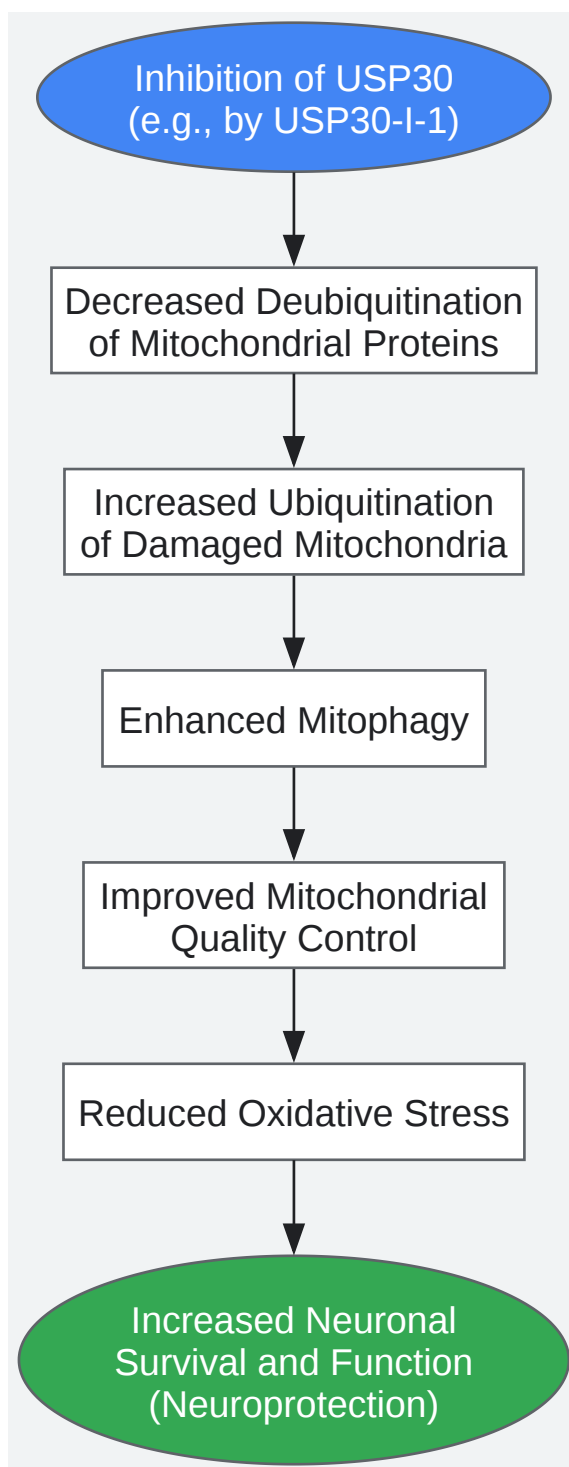 Inhibition of USP30
(e.g., by USP30-I-1)
Decreased Deubiquitination
of Mitochondrial Proteins
Increased Ubiquitination
of Damaged Mitochondria
Enhanced Mitophagy
Improved Mitochondrial
Quality Control
Reduced Oxidative Stress
Increased Neuronal
Survival and Function
(Neuroprotection)